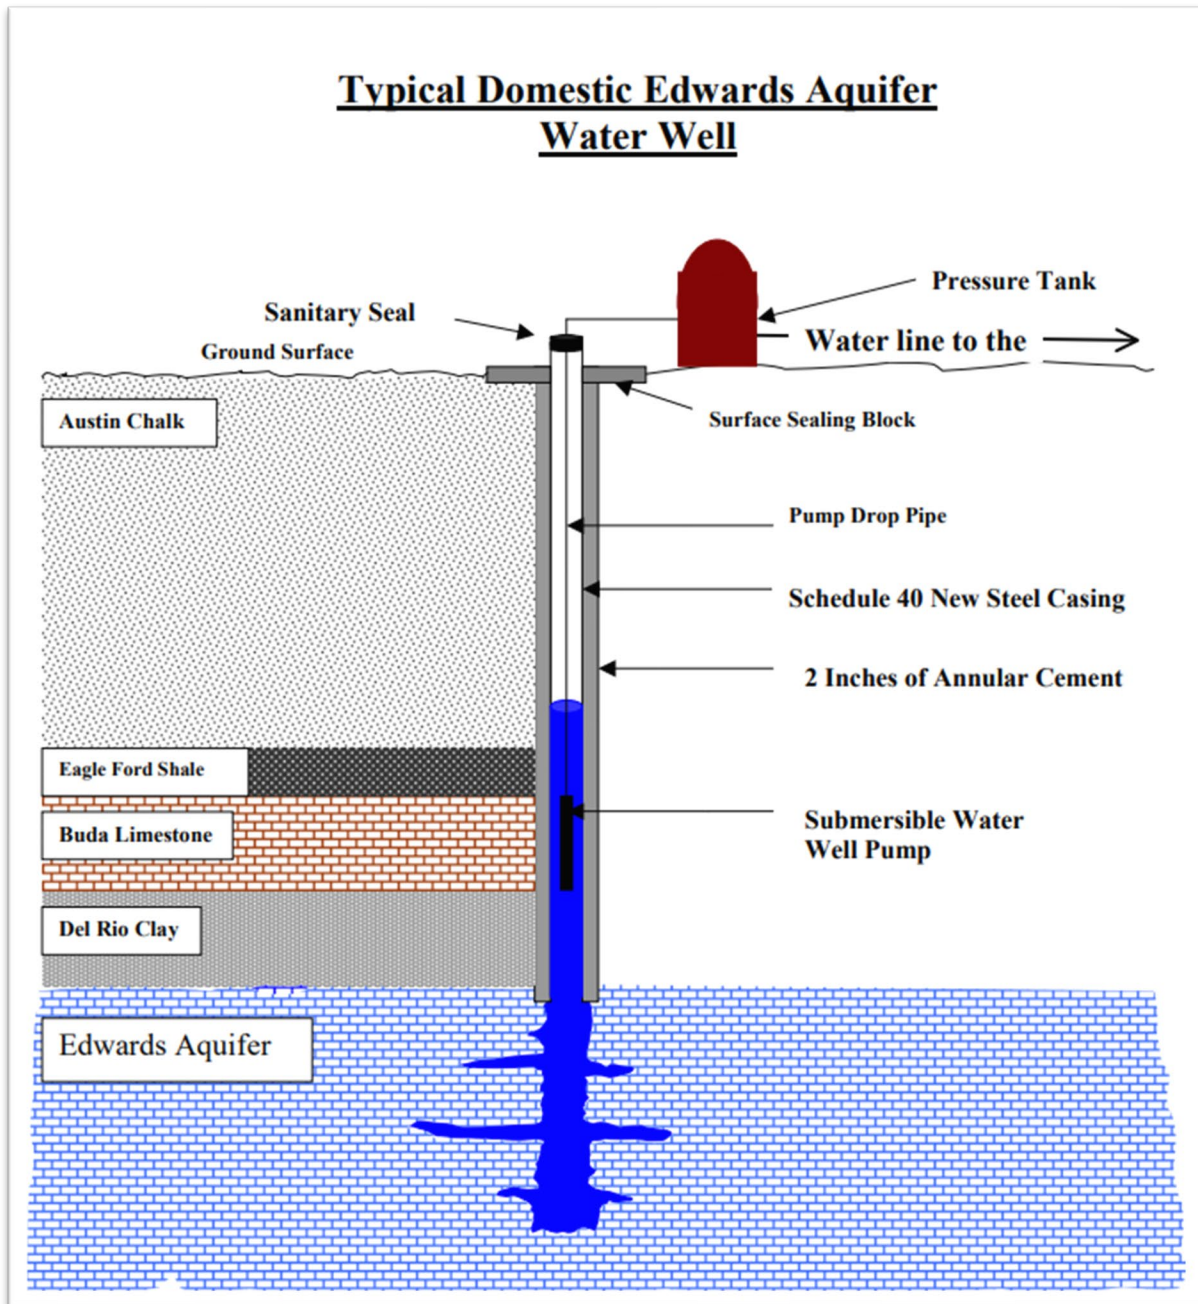 Typical Domestic Edwards Aquifer
Water Well
Pressure Tank
Sanitary Seal
Water line to the
Ground Surface
Austin Chalk
Surface Sealing Block
Pump Drop Pipe
Schedule 40 New Steel Casing
2 Inches of Annular Cement
Eagle Ford Shale
Buda Limestone
Submersible Water
Well Pump
Del Rio Clay
Edwards Aquifer